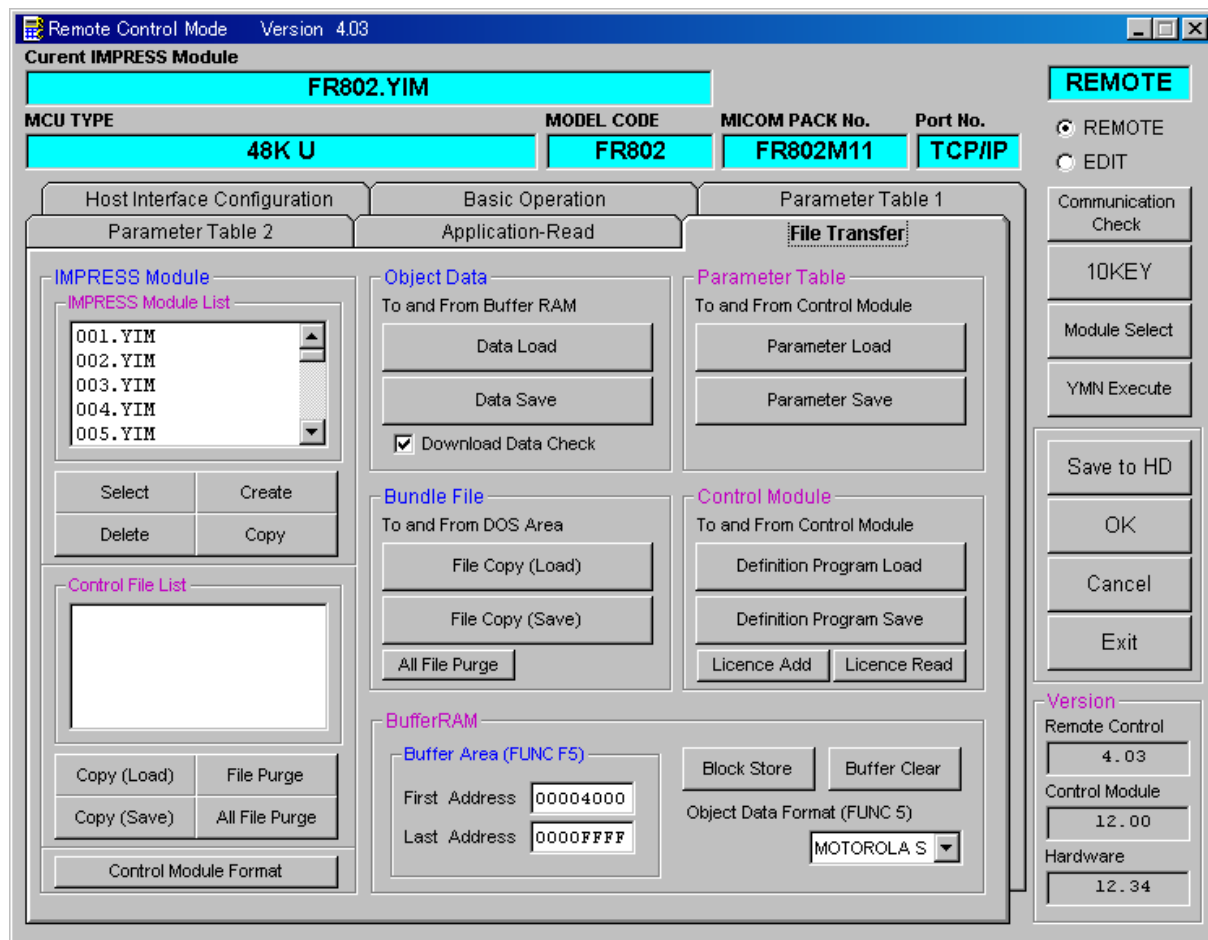 Remote Control Mode Version 4.03
Curent IMPRESS Module
FR802.YIM
REMOTE
MCU TYPE
MODEL CODE
MICOM PACK No.
Port No.
48K U
FR802
FR802M11
TCP/IP
REMOTE
EDIT
Host Interface Configuration
Basic Operation
Parameter Table 1
Parameter Table 2
Application-Read
File Transfer
IMPRESS Module
IMPRESS Module List
001.YIM
002.YIM
003.YIM
004.YIM
005.YIM
Select
Create
Delete
Copy
Control File List
Copy (Load)
File Purge
Copy (Save)
All File Purge
Control Module Format
Object Data
To and From Buffer RAM
Data Load
Data Save
Download Data Check
Parameter Table
To and From Control Module
Parameter Load
Parameter Save
Bundle File
To and From DOS Area
File Copy (Load)
File Copy (Save)
All File Purge
Control Module
To and From Control Module
Definition Program Load
Definition Program Save
Licence Add
Licence Read
BufferRAM
Buffer Area (FUNC F5)
First Address 00004000
Last Address 0000FFFF
Block Store
Buffer Clear
Object Data Format (FUNC 5)
MOTOROLA S
Communication
Check
10KEY
Module Select
YMN Execute
Save to HD
OK
Cancel
Exit
Version
Remote Control
4.03
Control Module
12.00
Hardware
12.34